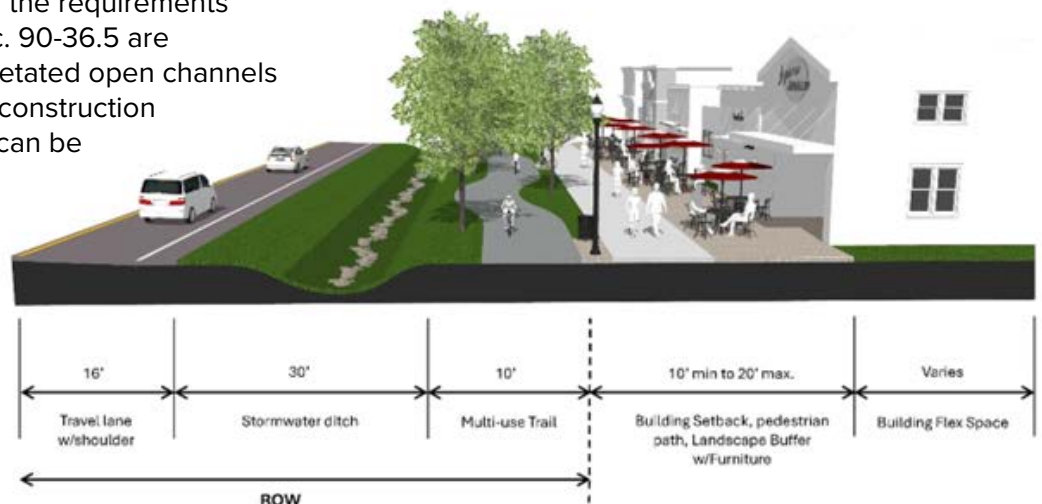 the requirements
c. 90-36.5 are
etated open channels
construction
can be
16'
30'
10'
10' min to 20' max.
Varies
Travel lane
w/shoulder
Stormwater ditch
Multi-use Trail
Building Setback, pedestrian
path, Landscape Buffer
w/Furniture
Building Flex Space
ROW